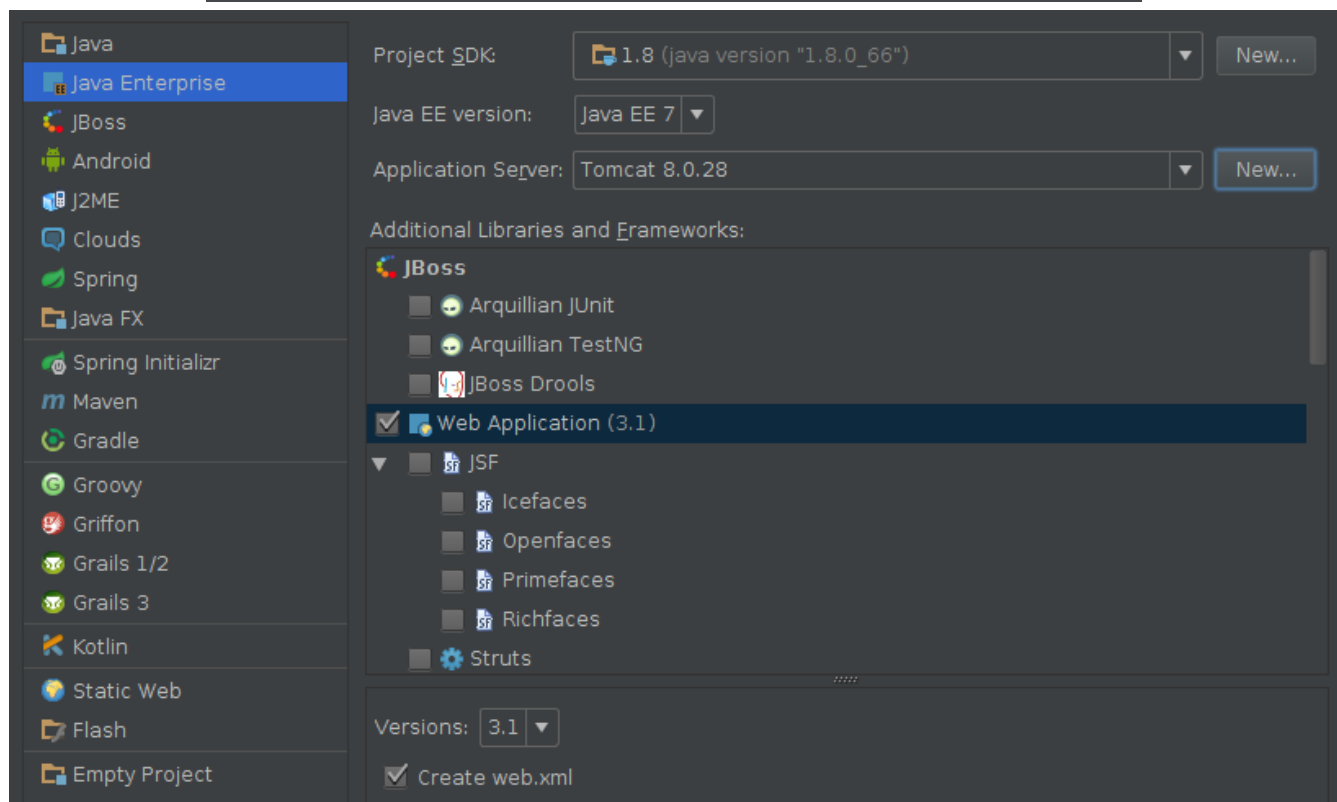 Java
Java Enterprise
JBoss
Android
J2ME
Clouds
Spring
Java FX
Spring Initializr
Maven
Gradle
Groovy
Griffon
Grails 1/2
Grails 3
Kotlin
Static Web
Flash
Empty Project
Project SDK: 1.8 (java version "1.8.0_66") New...
Java EE version: Java EE 7
Application Server: Tomcat 8.0.28 New...
Additional Libraries and Frameworks:
JBoss
Arquillian JUnit
Arquillian TestNG
JBoss Drools
Web Application (3.1)
JSF
Icefaces
Openfaces
Primefaces
Richfaces
Struts
Versions: 3.1
Create web.xml